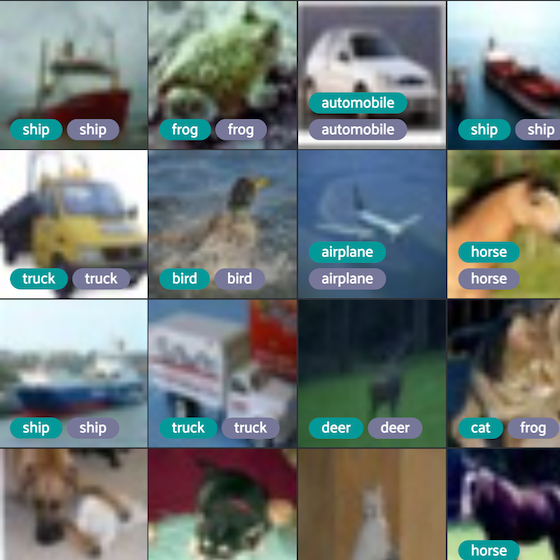 ship ship
frog frog
automobile
automobile
ship ship
truck truck
bird bird
airplane
airplane
horse
horse
ship ship
truck truck
deer deer
cat frog
horse